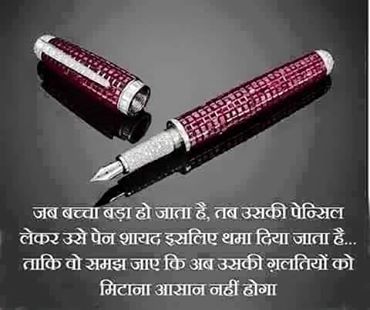 जब बच्चा बड़ा हो जाता है, तब उसकी पेन्सिल
लेकर उसे पेन शायद इसलिए थमा दिया जाता है...
ताकि वो समझ जाए कि अब उसकी ग़लतियों को
मिटाना आसान नहीं होगा